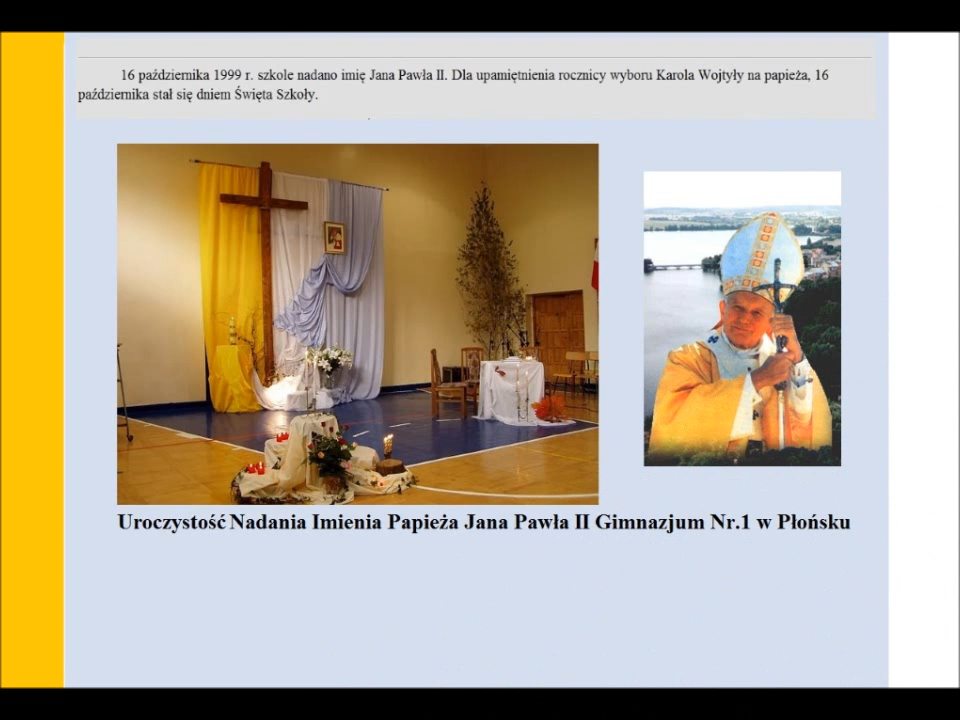 16 października 1999 r. szkole nadano imię Jana Pawła II. Dla upamiętnienia rocznicy wyboru Karola Wojtyły na papieża, 16
października stał się dniem Święta Szkoły.
Uroczystość Nadania Imienia Papieża Jana Pawła II Gimnazjum Nr.1 w Płońsku